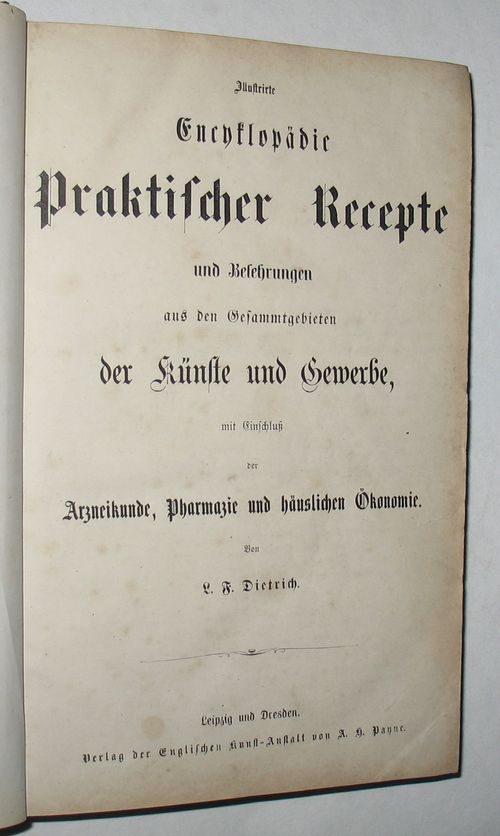 Illustrirte
Encyklopädie
Praktischer Recepte
und Belehrungen
aus den Gesammtgebieten
der Künste und Gewerbe,
mit Einschluß
der
Arzneikunde, Pharmazie und häuslichen Ökonomie.
Von
L. F. Dietrich.
Leipzig und Dresden.
Verlag der Englischen Kunst-Anstalt von A. H. Payne.